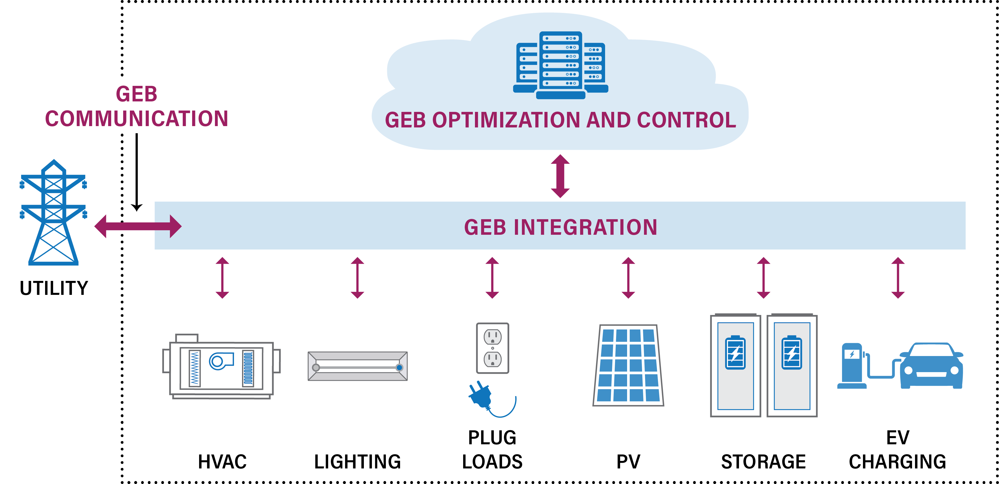 GEB
COMMUNICATION
GEB OPTIMIZATION AND CONTROL
GEB INTEGRATION
UTILITY
HVAC
LIGHTING
PLUG
LOADS
PV
STORAGE
EV
CHARGING